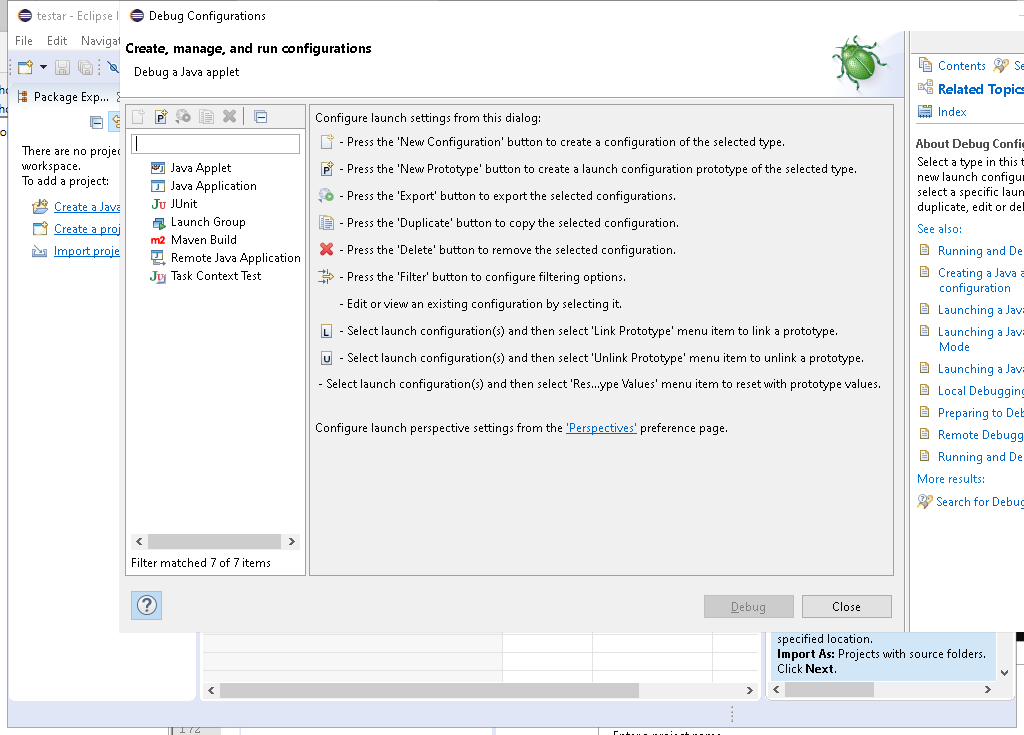 testar - Eclipse I
Debug Configurations
File Edit Navigat
Create, manage, and run configurations
Debug a Java applet
Contents
Se
Related Topics
Index
Package Exp...
There are no projec
workspace.
To add a project:
Create a Java
Create a proj
Import proje
Java Applet
Java Application
JUnit
Launch Group
Maven Build
Remote Java Application
Task Context Test
Filter matched 7 of 7 items
Configure launch settings from this dialog:
- Press the 'New Configuration' button to create a configuration of the selected type.
- Press the 'New Prototype' button to create a launch configuration prototype of the selected type.
- Press the 'Export' button to export the selected configurations.
- Press the 'Duplicate' button to copy the selected configuration.
- Press the 'Delete' button to remove the selected configuration.
- Press the 'Filter' button to configure filtering options.
- Edit or view an existing configuration by selecting it.
- Select launch configuration(s) and then select 'Link Prototype' menu item to link a prototype.
- Select launch configuration(s) and then select 'Unlink Prototype' menu item to unlink a prototype.
- Select launch configuration(s) and then select 'Res...ype Values' menu item to reset with prototype values.
Configure launch perspective settings from the 'Perspectives' preference page.
About Debug Config
Select a type in this t
new launch configur
select a specific laun
duplicate, edit or del
See also:
Running and De
Creating a Java a
configuration
Launching a Java
Launching a Java
Mode
Launching a Java
Local Debugging
Preparing to Deb
Remote Debugg
Running and De
More results:
Search for Debug
Debug
Close
specified location.
Import As: Projects with source folders.
Click Next.
172
Enter a project name